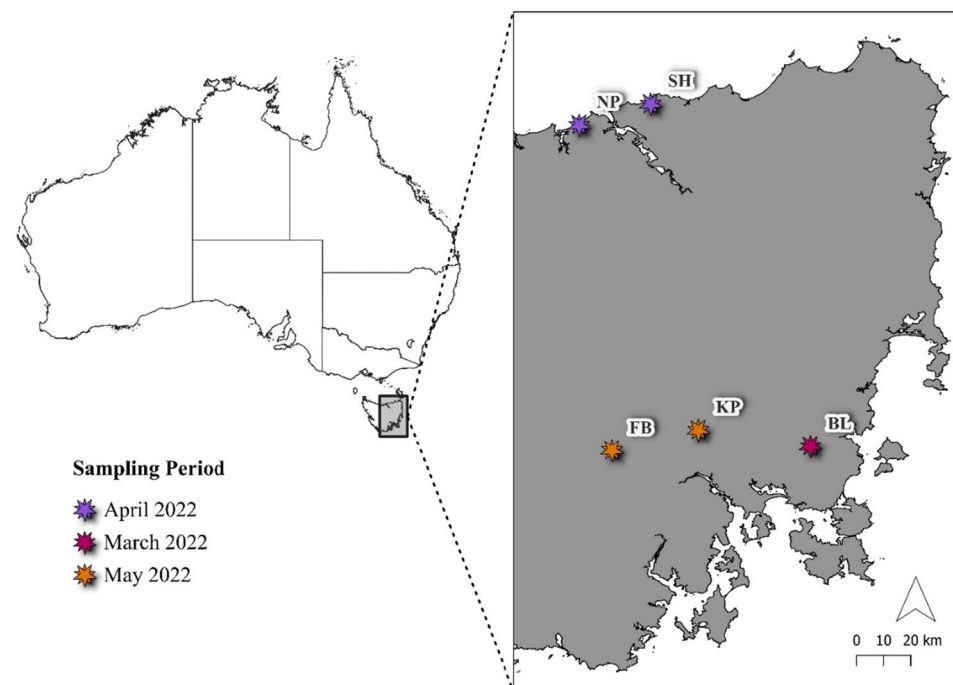 SH
NP
KP
FB
BL
Sampling Period
April 2022
March 2022
May 2022
0 10 20 km